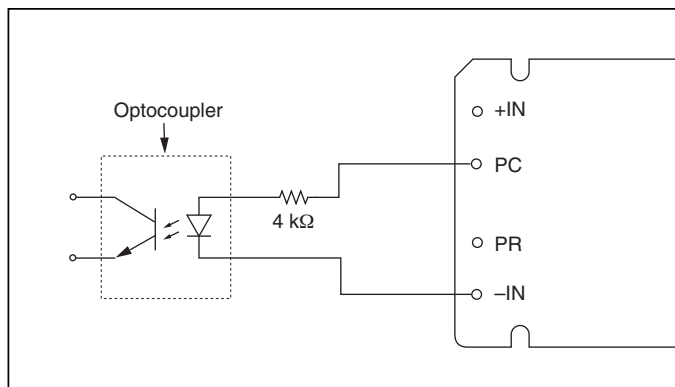 Optocoupler
4 kΩ
+IN
PC
PR
–IN